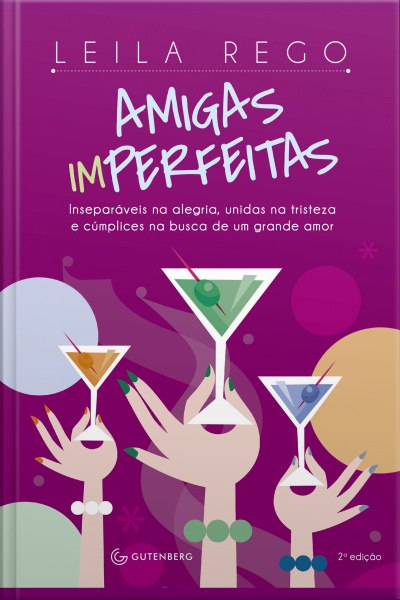 LEILA REGO
AMIGAS
IMPERFEITAS
Inseparáveis na alegria, unidas na tristeza
e cúmplices na busca de um grande amor
GUTENBERG
2ª edição